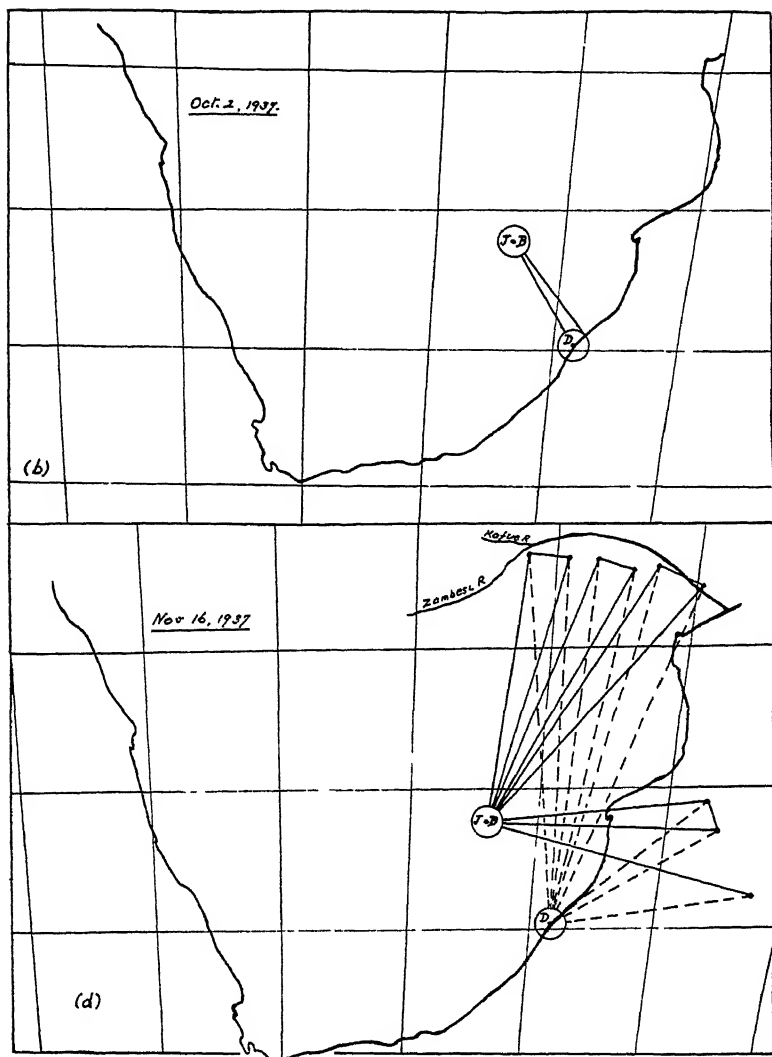 Oct. 2, 1937.
J=B
D
(b)
Kafue R
Zambesi R
Nov 16, 1937
J=B
D
(d)